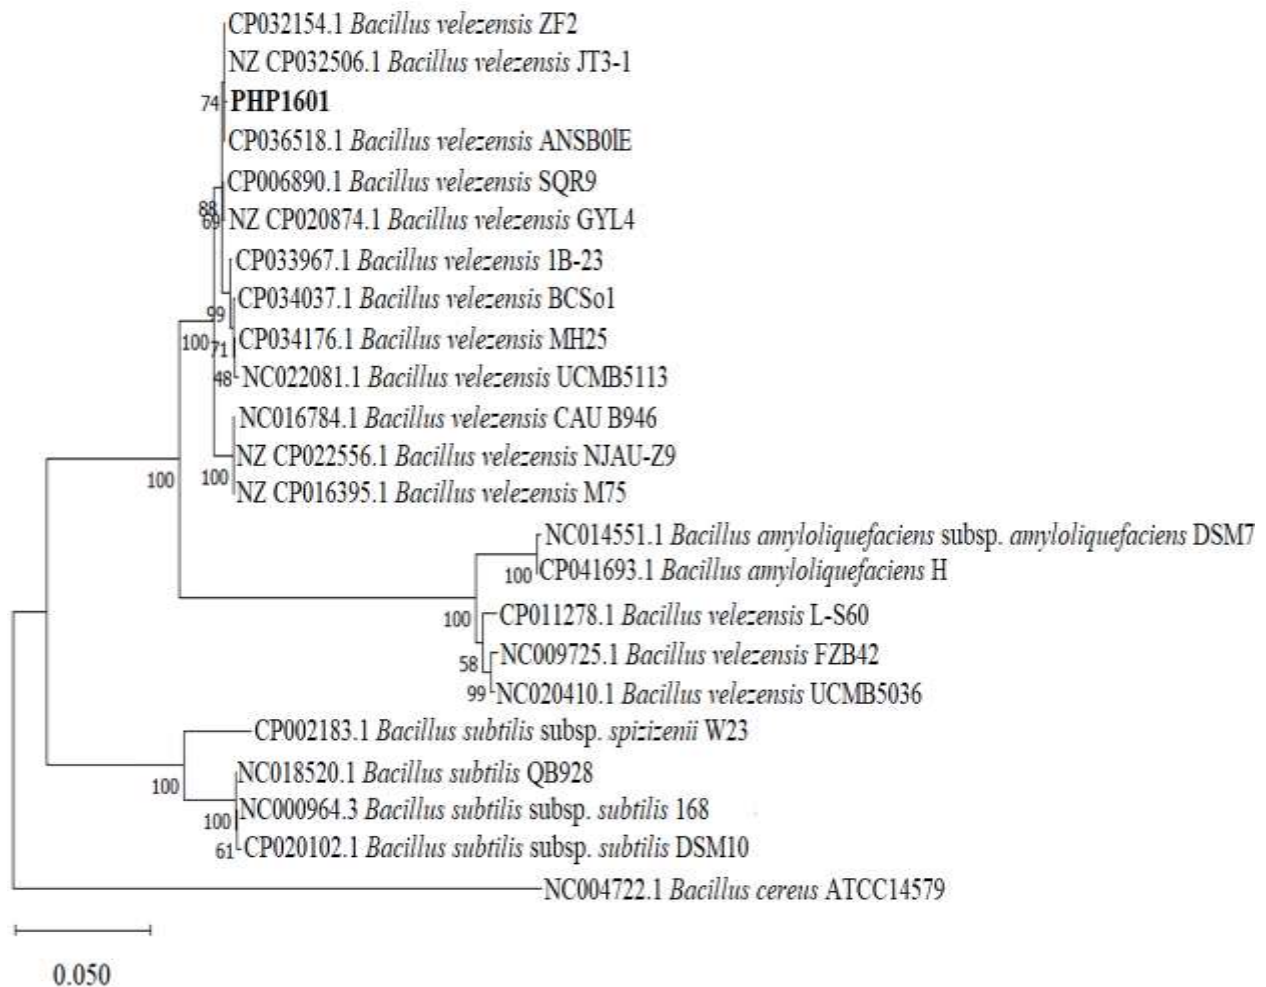 CP032154.1 Bacillus velezensis ZF2
NZ CP032506.1 Bacillus velezensis JT3-1
74 PHP1601
CP036518.1 Bacillus velezensis ANSB01E
CP006890.1 Bacillus velezensis SQR9
88
69 NZ CP020874.1 Bacillus velezensis GYL4
CP033967.1 Bacillus velezensis 1B-23
CP034037.1 Bacillus velezensis BCSo1
99
100 71 CP034176.1 Bacillus velezensis MH25
48 NC022081.1 Bacillus velezensis UCMB5113
NC016784.1 Bacillus velezensis CAU B946
NZ CP022556.1 Bacillus velezensis NJAU-Z9
100 100
NZ CP016395.1 Bacillus velezensis M75
NC014551.1 Bacillus amyloliquefaciens subsp. amyloliquefaciens DSM7
100 CP041693.1 Bacillus amyloliquefaciens H
100 CP011278.1 Bacillus velezensis L-S60
58 NC009725.1 Bacillus velezensis FZB42
99 NC020410.1 Bacillus velezensis UCMB5036
CP002183.1 Bacillus subtilis subsp. spizizenii W23
NC018520.1 Bacillus subtilis QB928
100
NC000964.3 Bacillus subtilis subsp. subtilis 168
100
61 CP020102.1 Bacillus subtilis subsp. subtilis DSM10
NC004722.1 Bacillus cereus ATCC14579
0.050